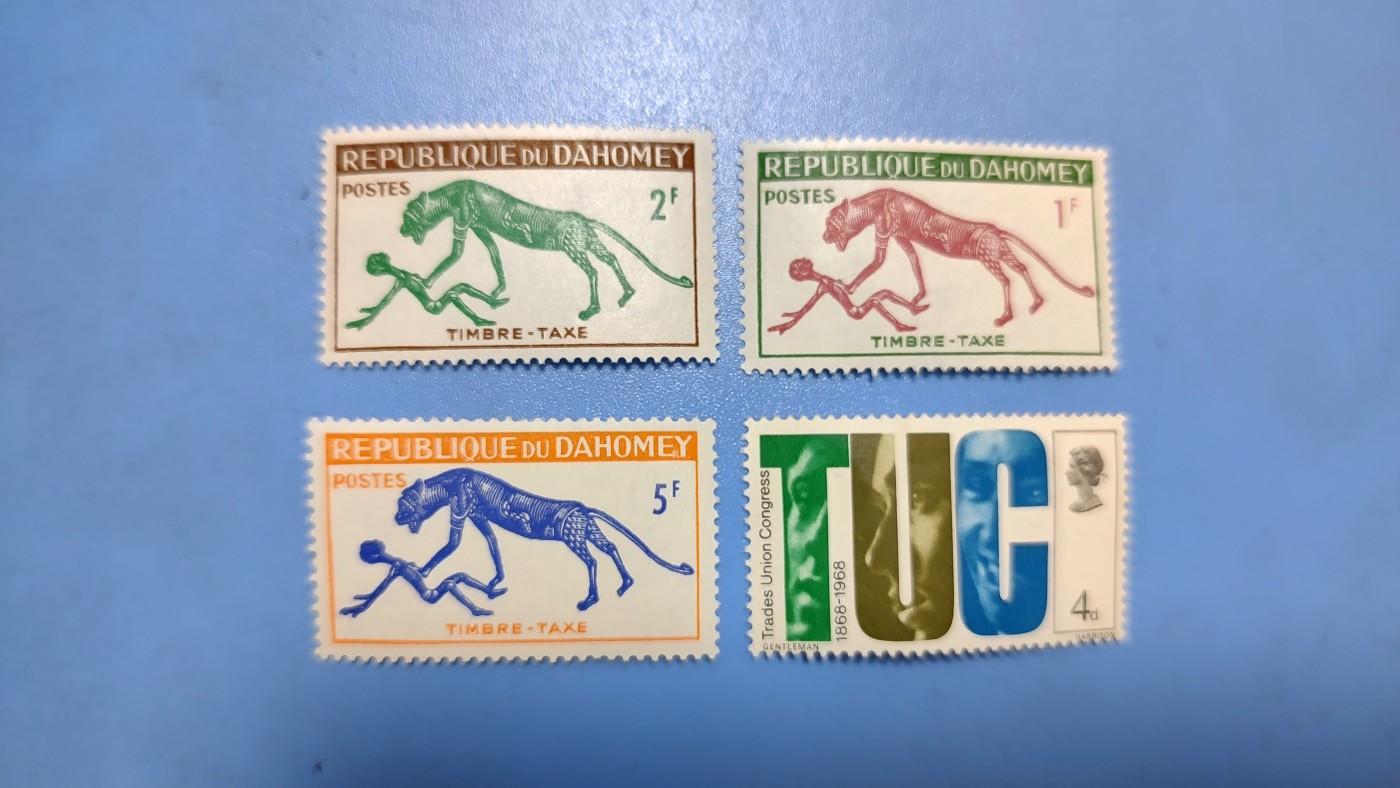 REPUBLIQUE DU DAHOMEY
POSTES
2F
TIMBRE-TAXE
REPUBLIQUE DU DAHOMEY
POSTES
1F
TIMBRE-TAXE
REPUBLIQUE DU DAHOMEY
POSTES
5F
TIMBRE-TAXE
Trades Union Congress
1868-1968
TUC
4d
GENTLEMAN
HARRISON